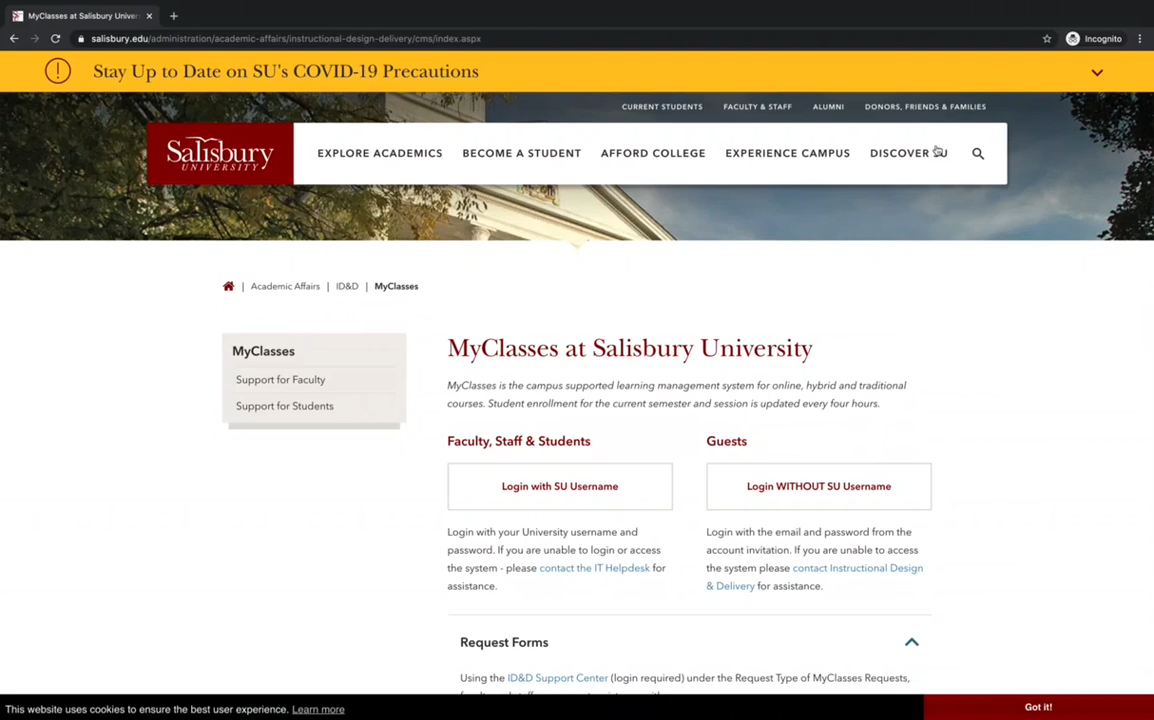 MyClasses at Salisbury Univer
salisbury.edu/administration/academic-affairs/instructional-design-delivery/cms/index.aspx
Incognito
Stay Up to Date on SU's COVID-19 Precautions
CURRENT STUDENTS FACULTY & STAFF ALUMNI DONORS, FRIENDS & FAMILIES
Salisbury
UNIVERSITY
EXPLORE ACADEMICS BECOME A STUDENT AFFORD COLLEGE EXPERIENCE CAMPUS DISCOVER SU
| Academic Affairs | ID&D | MyClasses
MyClasses
Support for Faculty
Support for Students
MyClasses at Salisbury University
MyClasses is the campus supported learning management system for online, hybrid and traditional
courses. Student enrollment for the current semester and session is updated every four hours.
Faculty, Staff & Students
Login with SU Username
Login with your University username and
password. If you are unable to login or access
the system - please contact the IT Helpdesk for
assistance.
Guests
Login WITHOUT SU Username
Login with the email and password from the
account invitation. If you are unable to access
the system please contact Instructional Design
& Delivery for assistance.
Request Forms
Using the ID&D Support Center (login required) under the Request Type of MyClasses Requests,
This website uses cookies to ensure the best user experience. Learn more
Got it!